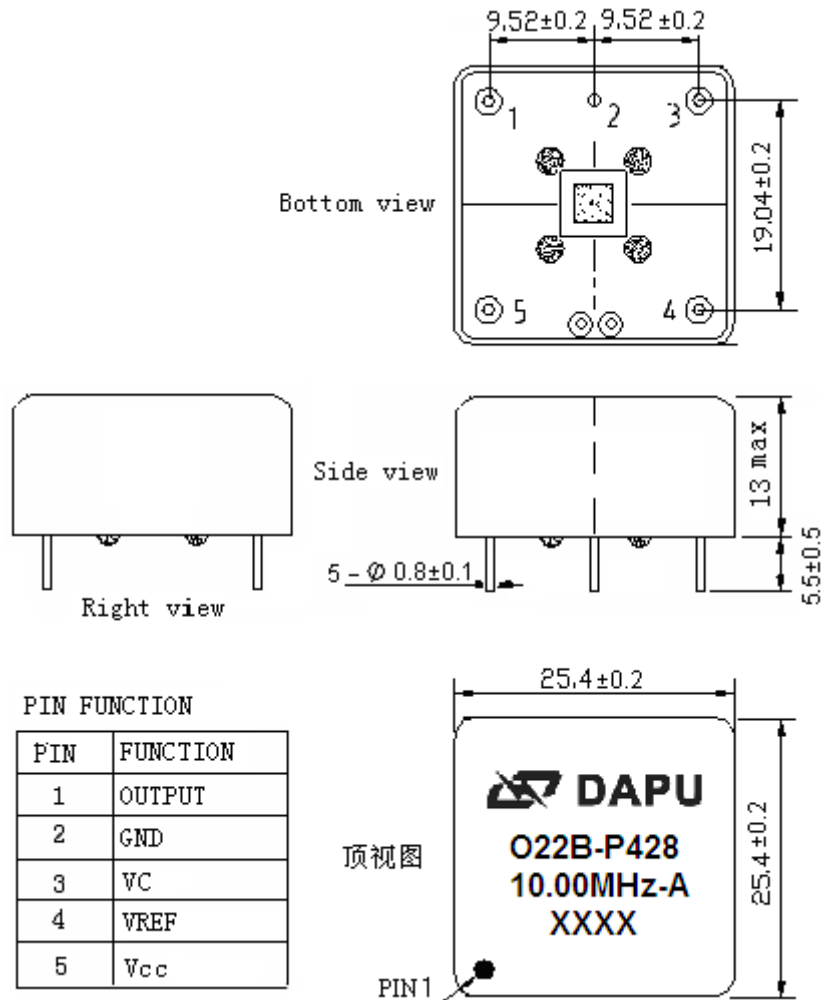 9.52±0.2 9.52±0.2
1 2 3
19.04±0.2
Bottom view
5 4
Side view
13 max
5.5±0.5
5-Ø 0.8±0.1
Right view
PIN FUNCTION
PIN FUNCTION
1 OUTPUT
2 GND
3 VC
4 VREF
5 Vcc
25.4±0.2
DAPU
O22B-P428
10.00MHz-A
XXXX
顶视图
25.4±0.2
PIN1